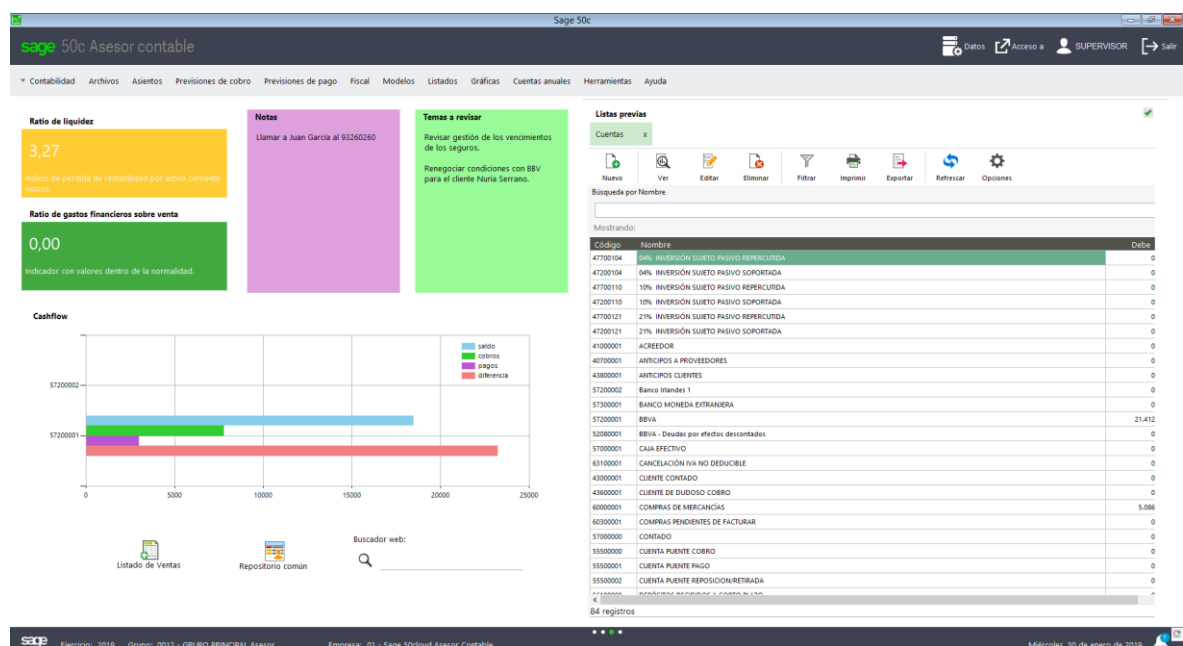 Sage 50c
sage 50c Asesor contable
Datos Acceso a SUPERVISOR Salir
Contabilidad Archivos Asientos Previsiones de cobro Previsiones de pago Fiscal Modelos Listados Gráficas Cuentas anuales Herramientas Ayuda
Ratio de liquidez
3,27
Indicio de perdida de rentabilidad por activo corriente
ocioso.
Ratio de gastos financieros sobre venta
0,00
Indicador con valores dentro de la normalidad.
Notas
Llamar a Juan García al 93260260
Temas a revisar
Revisar gestión de los vencimientos
de los seguros.
Renegociar condiciones con BBV
para el cliente Nuria Serrano.
Cashflow
saldo
cobros
pagos
diferencia
57200002
57200001
0 5000 10000 15000 20000 25000
Listado de Ventas
Repositorio común
Buscador web:
Listas previas
Cuentas x
Nuevo Ver Editar Eliminar Filtrar Imprimir Exportar Refrescar Opciones
Búsqueda por Nombre
Mostrando:
Código Nombre Debe
47700104 04% INVERSIÓN SUJETO PASIVO REPERCUTIDA 0
47200104 04% INVERSIÓN SUJETO PASIVO SOPORTADA 0
47700110 10% INVERSIÓN SUJETO PASIVO REPERCUTIDA 0
47200110 10% INVERSIÓN SUJETO PASIVO SOPORTADA 0
47700121 21% INVERSIÓN SUJETO PASIVO REPERCUTIDA 0
47200121 21% INVERSIÓN SUJETO PASIVO SOPORTADA 0
41000001 ACREEDOR 0
40700001 ANTICIPOS A PROVEEDORES 0
43800001 ANTICIPOS CLIENTES 0
57200002 Banco Irlandes 1 0
57300001 BANCO MONEDA EXTRANJERA 0
57200001 BBVA 21.412
52080001 BBVA - Deudas por efectos descontados 0
57000001 CAJA EFECTIVO 0
63100001 CANCELACIÓN IVA NO DEDUCIBLE 0
43000001 CLIENTE CONTADO 0
43600001 CLIENTE DE DUDOSO COBRO 0
60000001 COMPRAS DE MERCANCÍAS 5.086
60300001 COMPRAS PENDIENTES DE FACTURAR 0
57000000 CONTADO 0
55500000 CUENTA PUENTE COBRO 0
55500001 CUENTA PUENTE PAGO 0
55500002 CUENTA PUENTE REPOSICION/RETIRADA 0
84 registros
sage Ejercicio: 2019 Grupo: 0012 - GRUPO PRINCIPAL Asesor Empresa: 01 - Sage 50cloud Asesor Contable Miércoles, 30 de enero de 2019